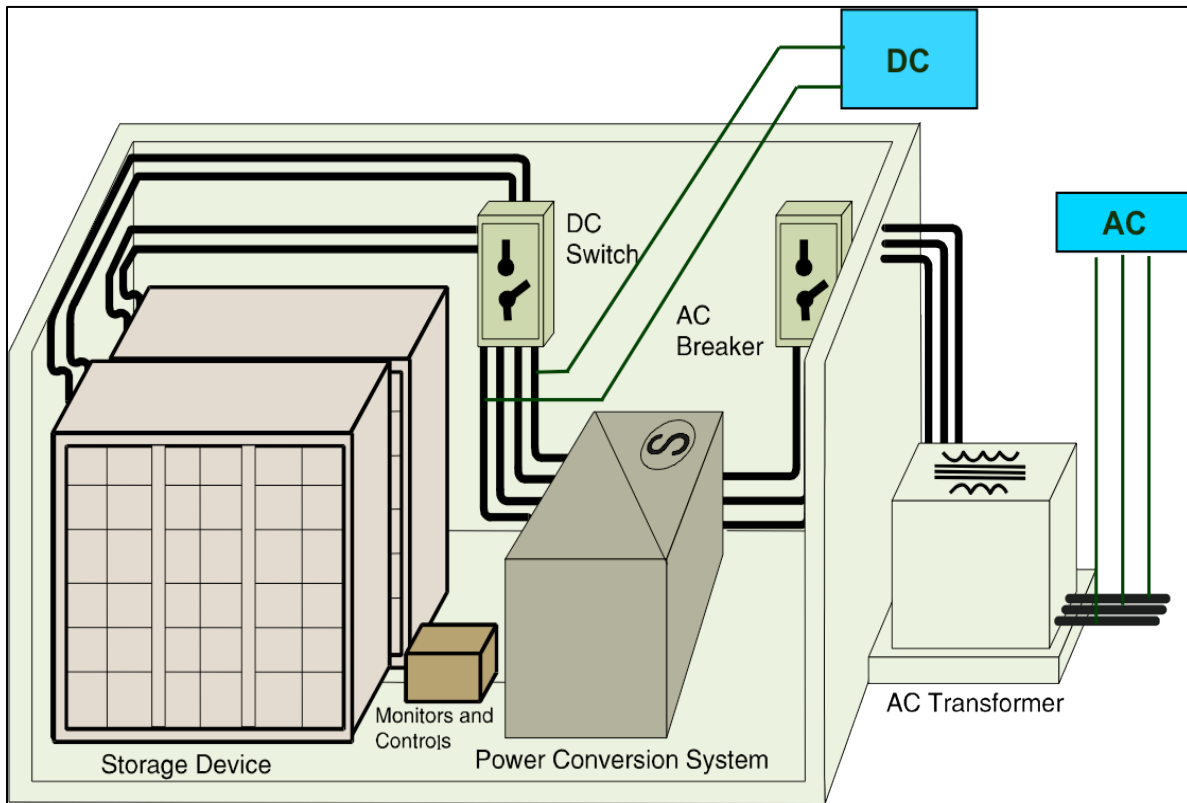 DC
AC
DC
Switch
AC
Breaker
S
Monitors and
Controls
Storage Device
Power Conversion System
AC Transformer